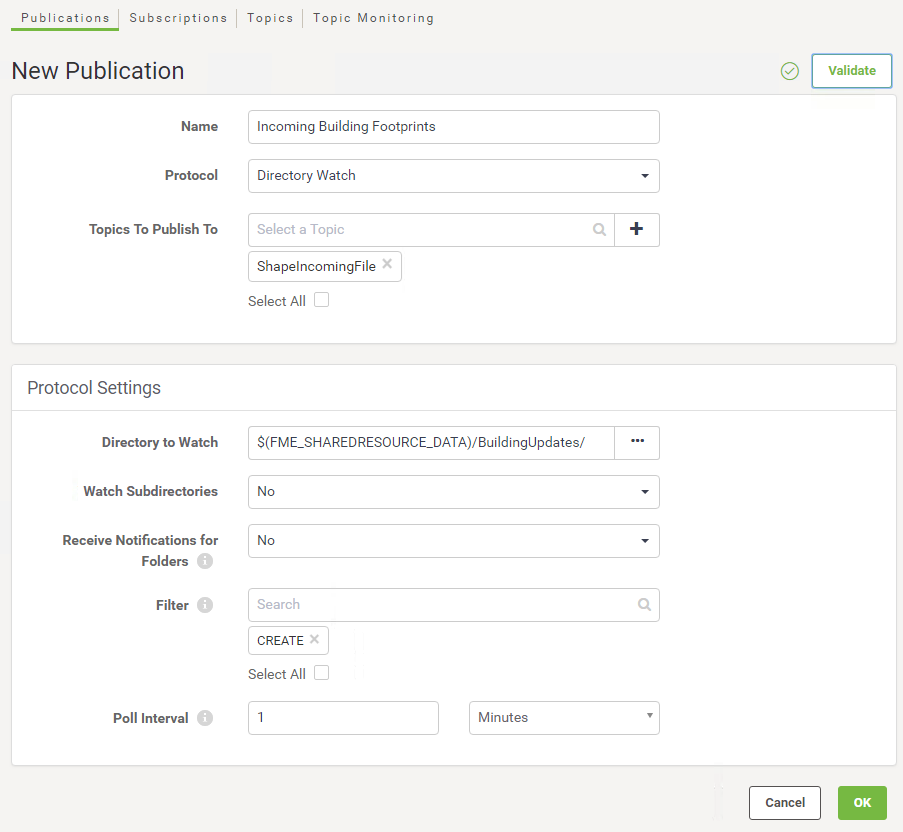 Publications Subscriptions Topics Topic Monitoring
New Publication
Validate
Name Incoming Building Footprints
Protocol Directory Watch
Topics To Publish To Select a Topic +
ShapeIncomingFile ×
Select All
Protocol Settings
Directory to Watch $(FME_SHAREDRESOURCE_DATA)/BuildingUpdates/ •••
Watch Subdirectories No
Receive Notifications for
Folders i No
Filter i Search
CREATE ×
Select All
Poll Interval i 1 Minutes
Cancel OK